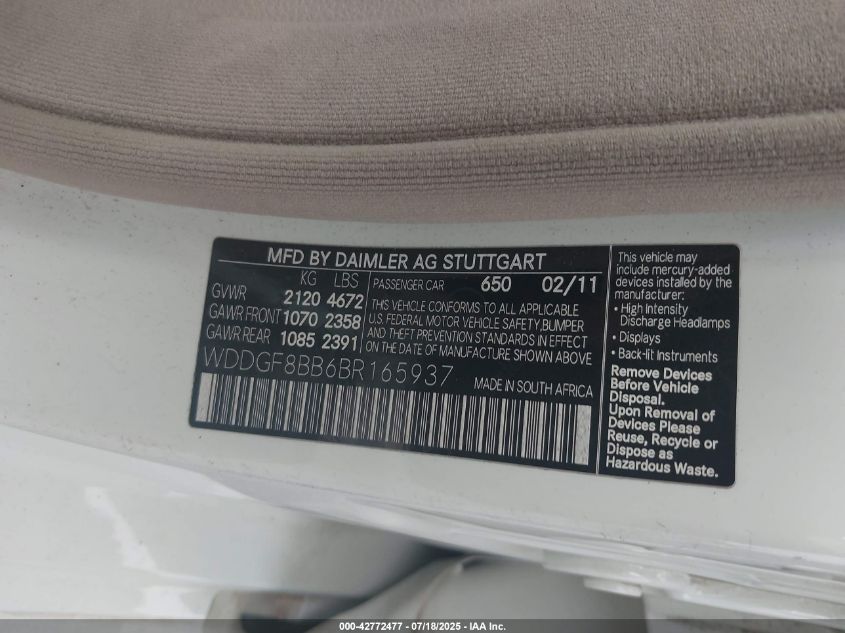 MFD BY DAIMLER AG STUTTGART
KG LBS
GVWR 2120 4672
GAWR FRONT 1070 2358
GAWR REAR 1085 2391
PASSENGER CAR 650 02/11
THIS VEHICLE CONFORMS TO ALL APPLICABLE
U.S. FEDERAL MOTOR VEHICLE SAFETY,BUMPER
AND THEFT PREVENTION STANDARDS IN EFFECT
ON THE DATE OF MANUFACTURE SHOWN ABOVE
WDDGF8BB6BR165937
MADE IN SOUTH AFRICA
This vehicle may
include mercury-added
devices installed by the
manufacturer:
• High Intensity
Discharge Headlamps
• Displays
• Back-lit Instruments
Remove Devices
Before Vehicle
Disposal.
Upon Removal of
Devices Please
Reuse, Recycle or
Dispose as
Hazardous Waste.
000-42772477 - 07/18/2025 - IAA Inc.